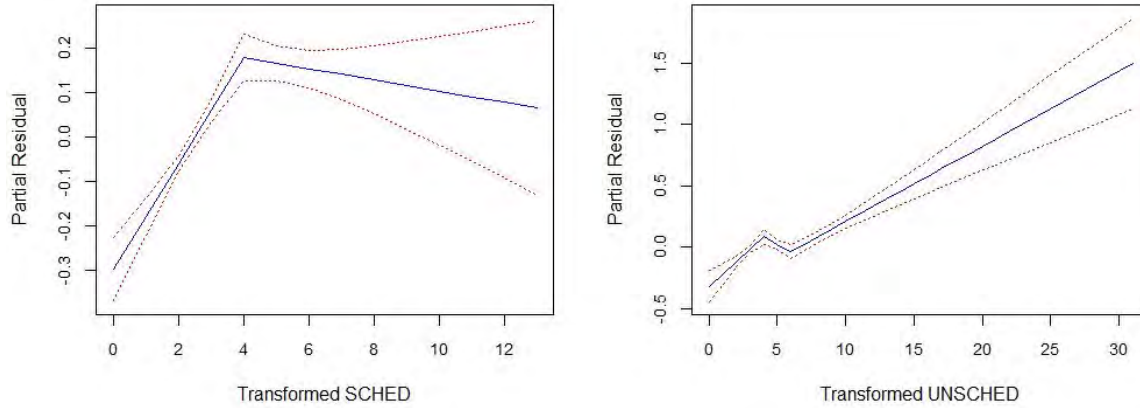 Partial Residual
0.2
0.1
0.0
-0.1
-0.2
-0.3
0 2 4 6 8 10 12
Transformed SCHED
Partial Residual
1.5
1.0
0.5
0.0
-0.5
0 5 10 15 20 25 30
Transformed UNSCHED